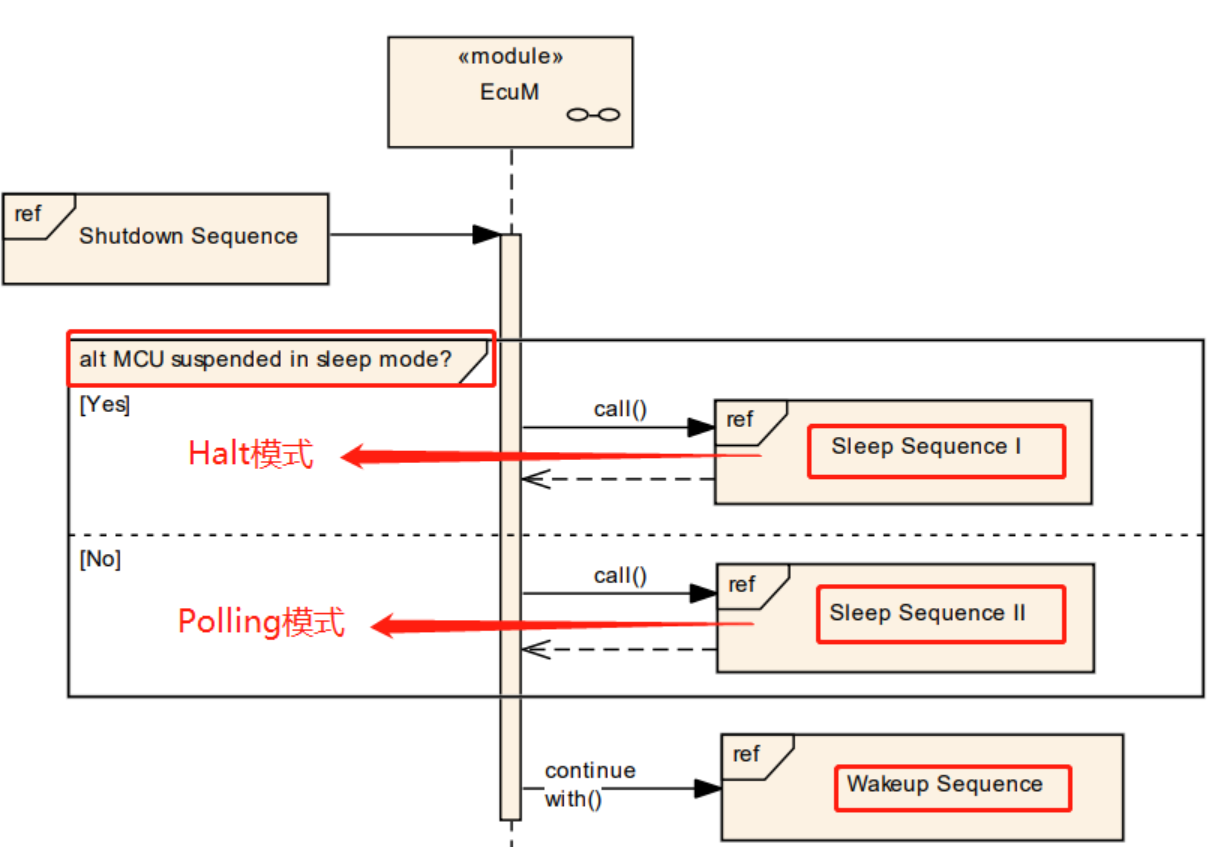 «module»
EcuM
ref
Shutdown Sequence
alt MCU suspended in sleep mode?
[Yes]
call()
ref
Sleep Sequence I
Halt模式
[No]
call()
ref
Sleep Sequence II
Polling模式
continue
with()
ref
Wakeup Sequence